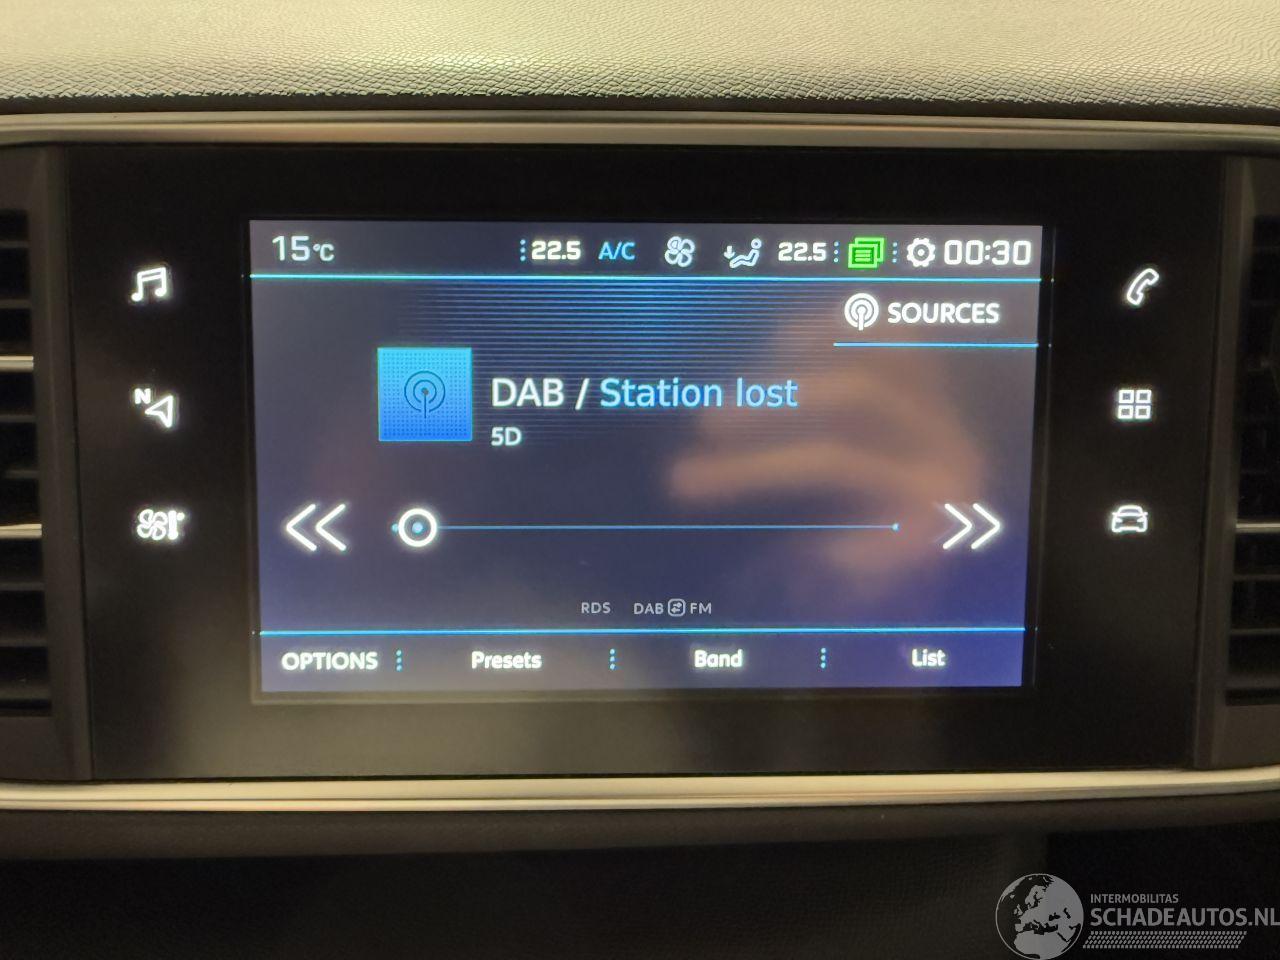 15°C 22.5 A/C 22.5 00:30
SOURCES
DAB / Station lost
5D
N
RDS DAB FM
OPTIONS Presets Band List
INTERMOBILITAS
SCHADEAUTOS.NL